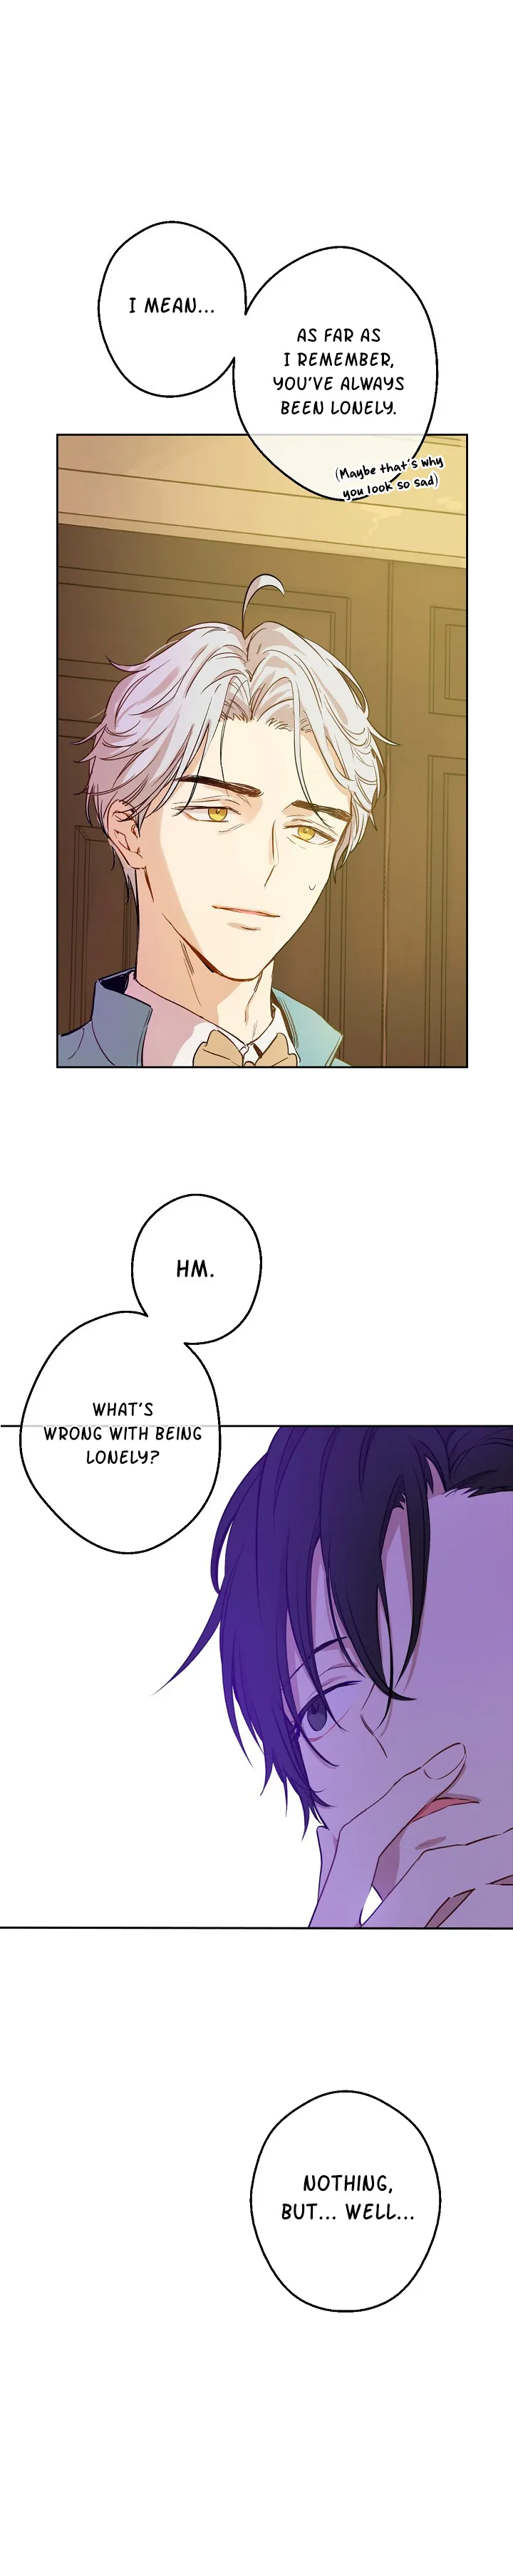 I MEAN...
AS FAR AS
I REMEMBER,
YOU'VE ALWAYS
BEEN LONELY.
(Maybe that's why
you look so sad)
HM.
WHAT'S
WRONG WITH BEING
LONELY?
NOTHING,
BUT... WELL...